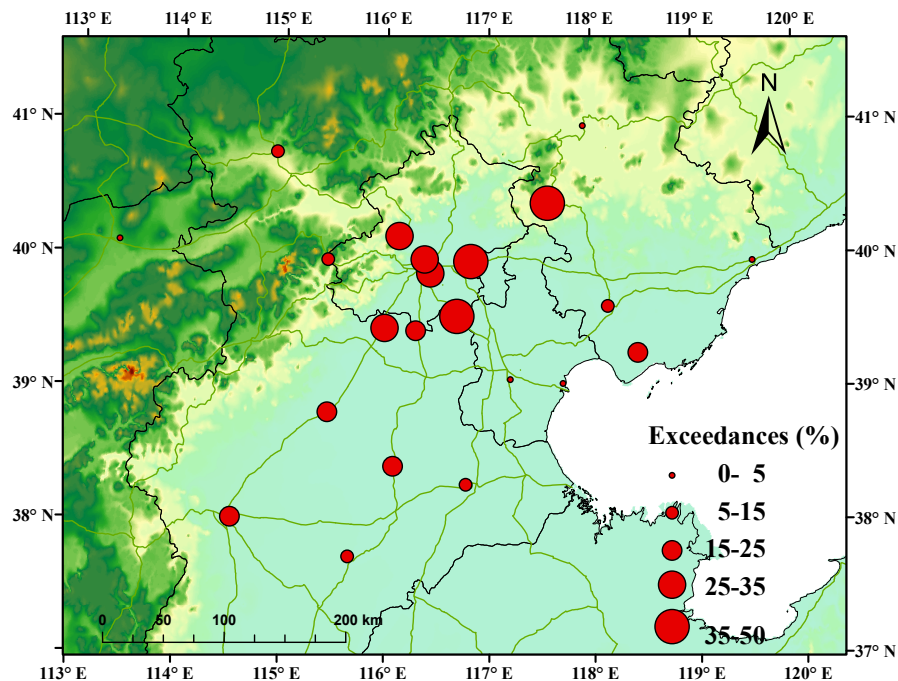 113° E 114° E 115° E 116° E 117° E 118° E 119° E 120° E
N
41° N 41° N
40° N 40° N
39° N 39° N
Exceedances (%)
0- 5
38° N 5-15 38° N
15-25
25-35
0 50 100 200 km
35-50
37° N
113° E 114° E 115° E 116° E 117° E 118° E 119° E 120° E